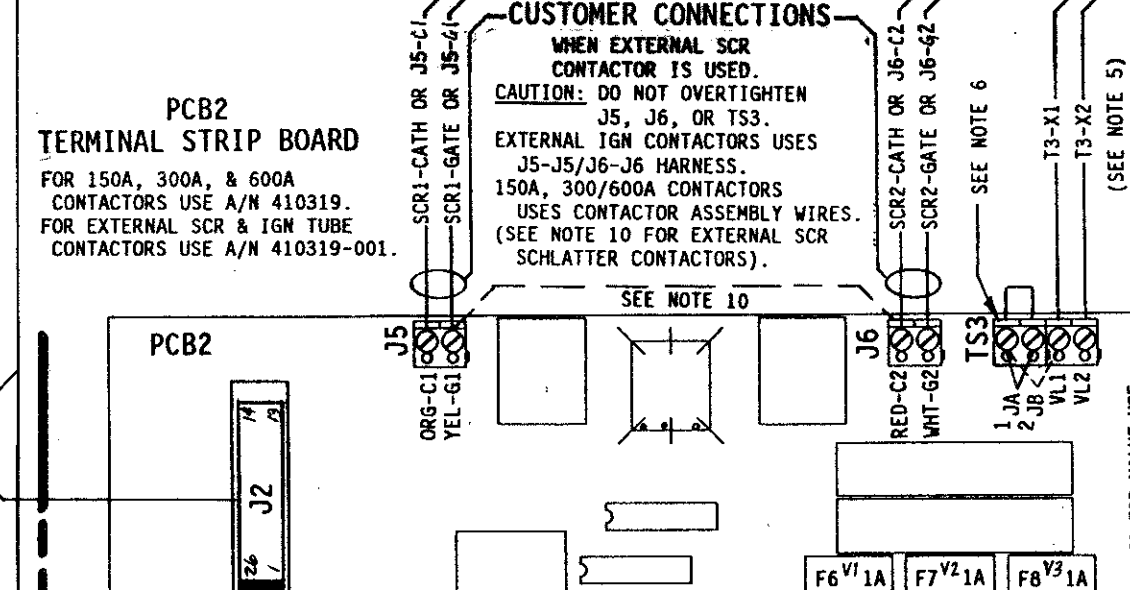 CUSTOMER CONNECTIONS
WHEN EXTERNAL SCR
CONTACTOR IS USED.
CAUTION: DO NOT OVERTIGHTEN
J5, J6, OR TS3.
EXTERNAL IGN CONTACTORS USES
J5-J5/J6-J6 HARNESS.
150A, 300/600A CONTACTORS
USES CONTACTOR ASSEMBLY WIRES.
(SEE NOTE 10 FOR EXTERNAL SCR
SCHLATTER CONTACTORS).
PCB2
TERMINAL STRIP BOARD
FOR 150A, 300A, & 600A
CONTACTORS USE A/N 410319.
FOR EXTERNAL SCR & IGN TUBE
CONTACTORS USE A/N 410319-001.
SCR1-CATH OR J5-C1
SCR1-GATE OR J5-G1
SCR2-CATH OR J6-C2
SCR2-GATE OR J6-G2
SEE NOTE 6
T3-X1
T3-X2
(SEE NOTE 5)
SEE NOTE 10
PCB2
J5
J6
TS3
ORG-C1
YEL-G1
RED-C2
WHT-G2
1 JA
2 JB
VL1
VL2
14
19
J2
26
1
F6 V1 1A
F7 V2 1A
F8 V3 1A